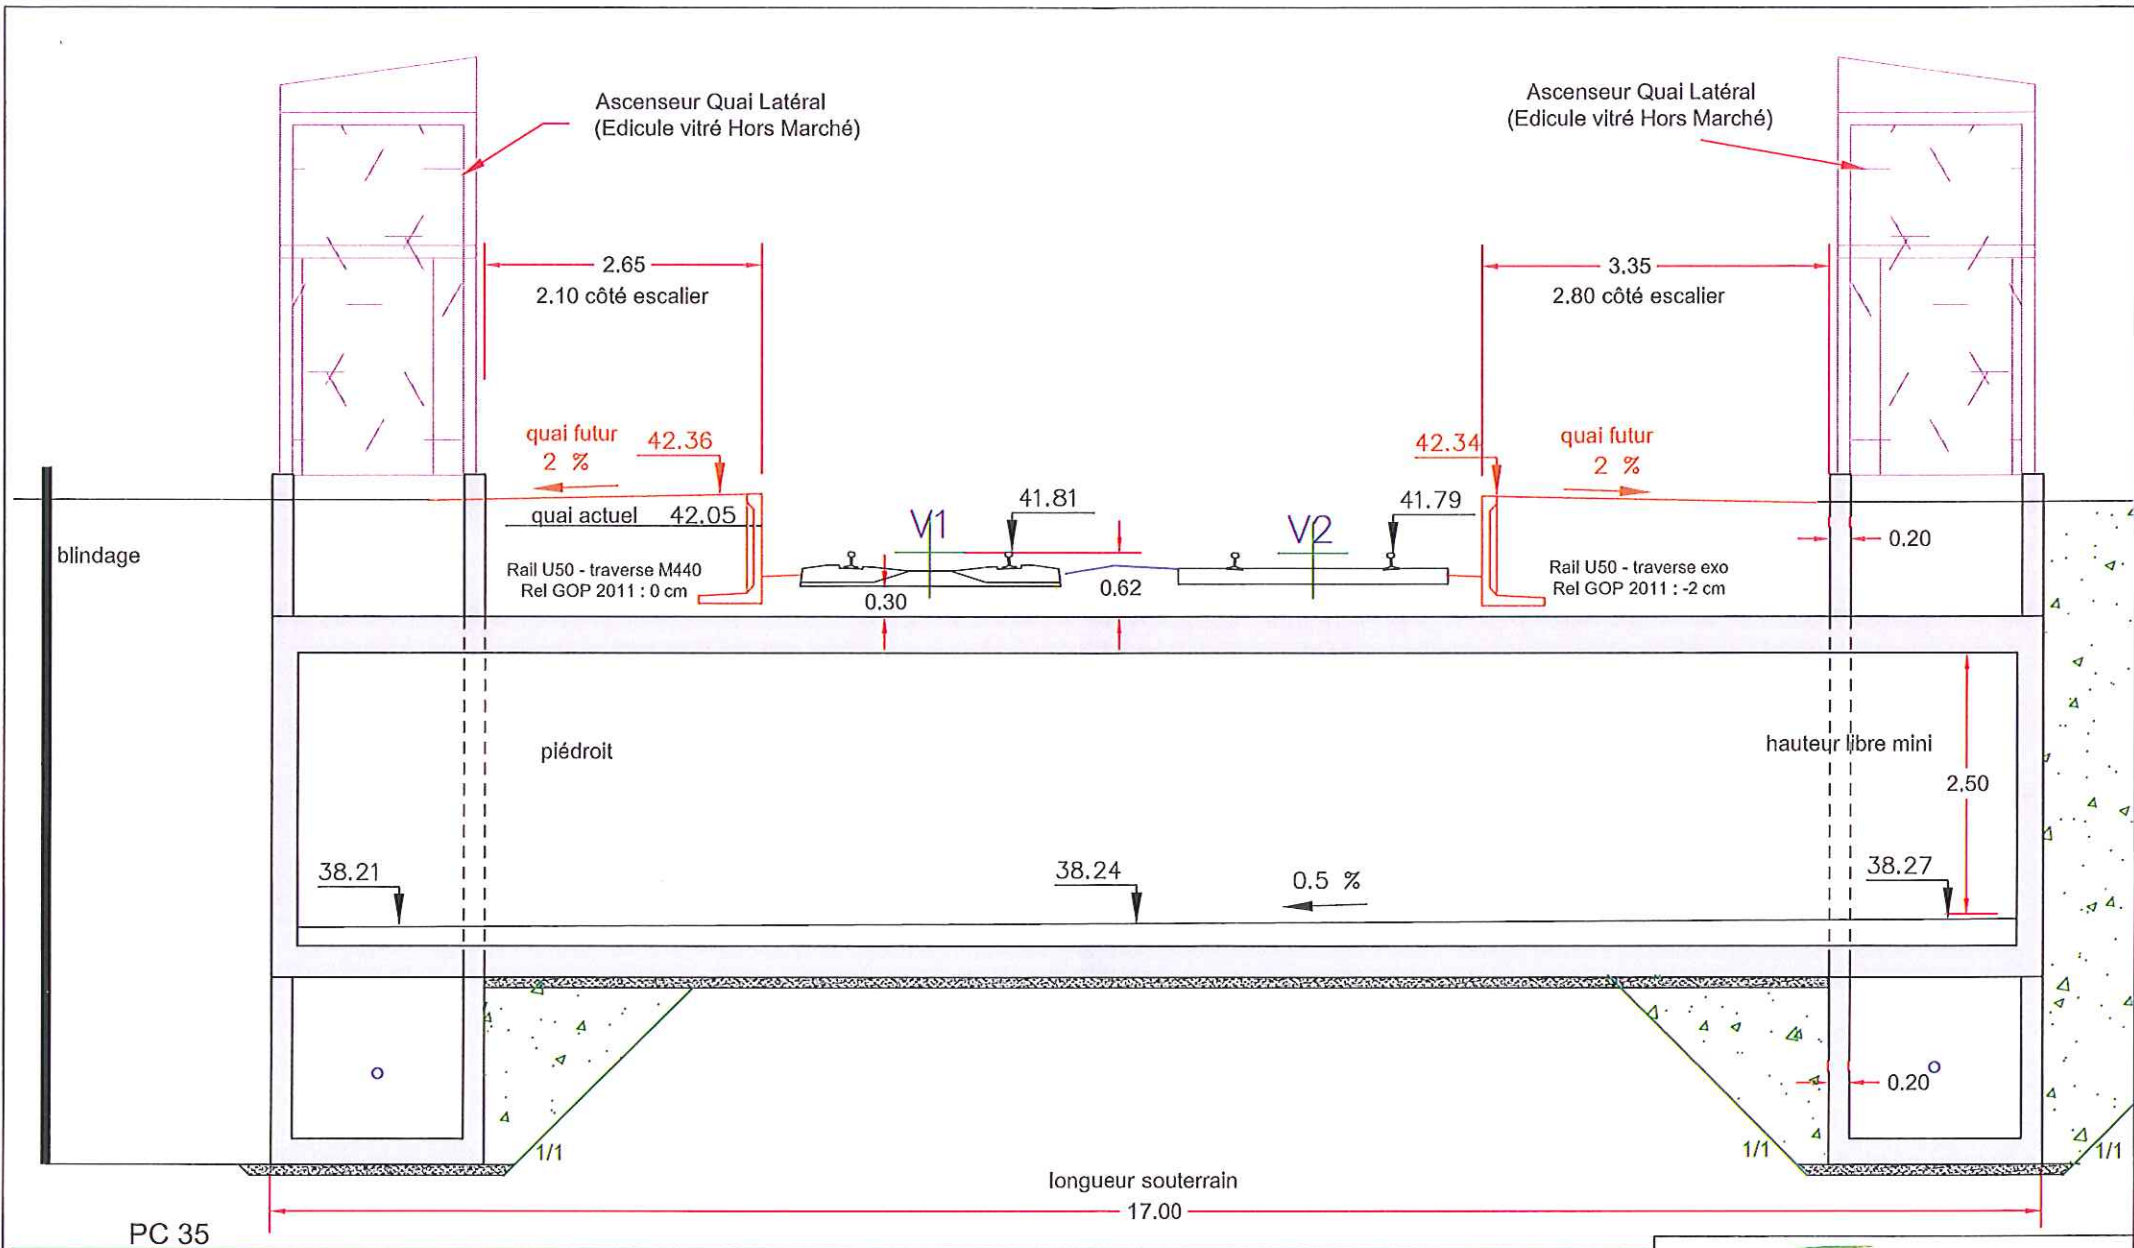 Ascenseur Quai Latéral
(Edicule vitré Hors Marché)
Ascenseur Quai Latéral
(Edicule vitré Hors Marché)
2.65
2.10 côté escalier
3.35
2.80 côté escalier
quai futur
2 %
42.36
42.34
quai futur
2 %
quai actuel 42.05
V1
41.81
V2
41.79
blindage
0.20
Rail U50 - traverse M440
Rel GOP 2011 : 0 cm
0.30
0.62
Rail U50 - traverse exo
Rel GOP 2011 : -2 cm
piédroit
hauteur libre mini
2.50
38.21
38.24
0.5 %
38.27
0.20
1/1
1/1
1/1
longueur souterrain
17.00
PC 35